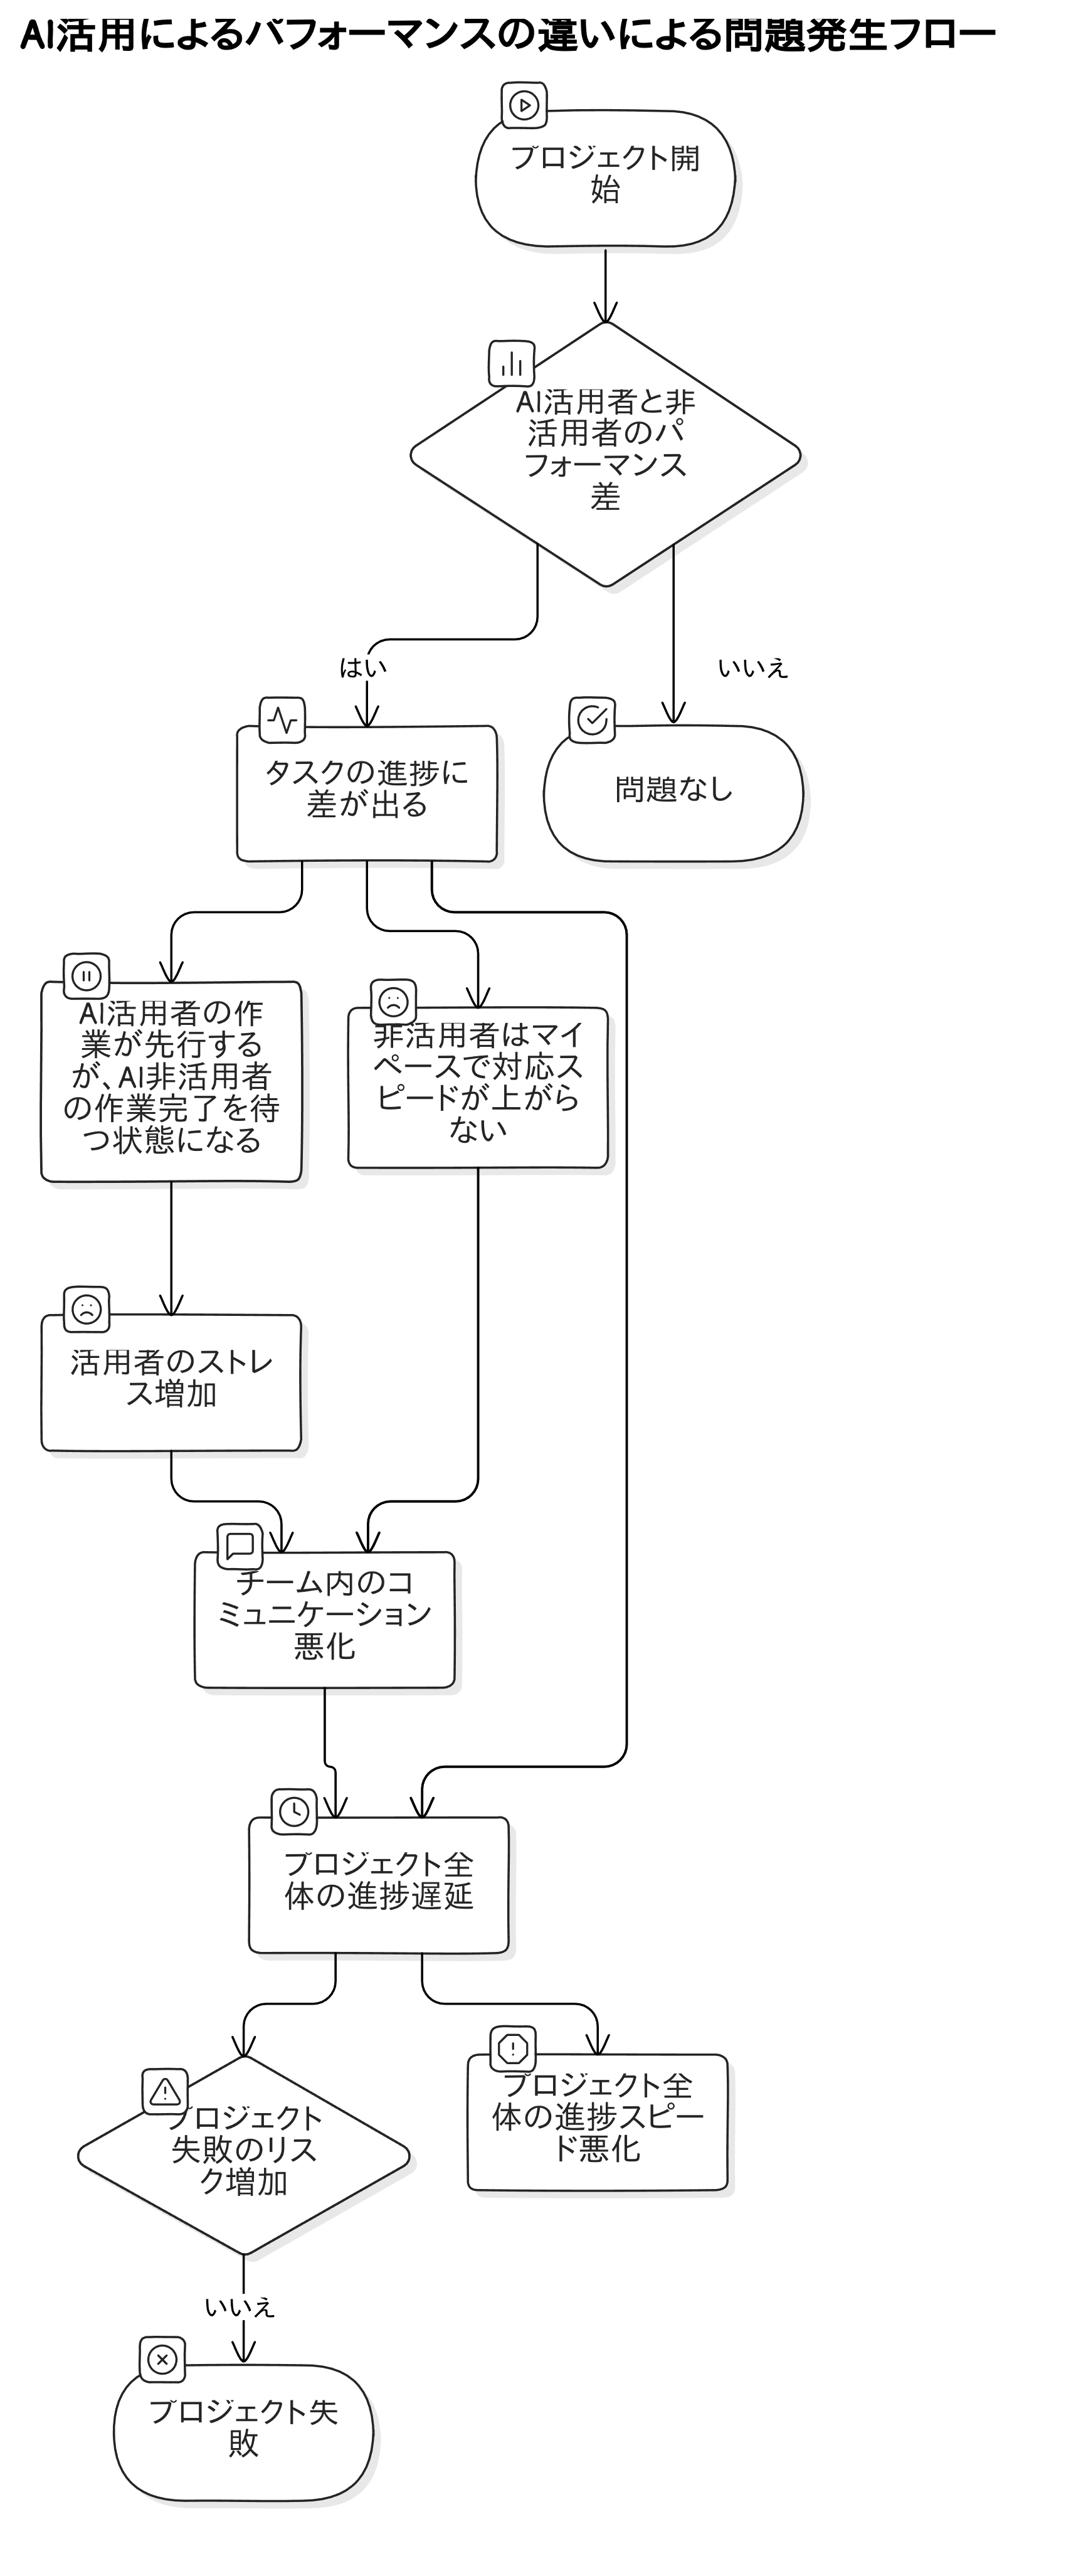 AI活用によるパフォーマンスの違いによる問題発生フロー
プロジェクト開
始
AI活用者と非
活用者のパ
フォーマンス
差
はい
いいえ
タスクの進捗に
差が出る
問題なし
AI活用者の作
業が先行する
が、AI非活用者
の作業完了を待
つ状態になる
非活用者はマイ
ペースで対応ス
ピードが上がら
ない
活用者のストレ
ス増加
チーム内のコ
ミュニケーション
悪化
プロジェクト全
体の進捗遅延
プロジェクト
失敗のリス
ク増加
プロジェクト全
体の進捗スピー
ド悪化
いいえ
プロジェクト失
敗